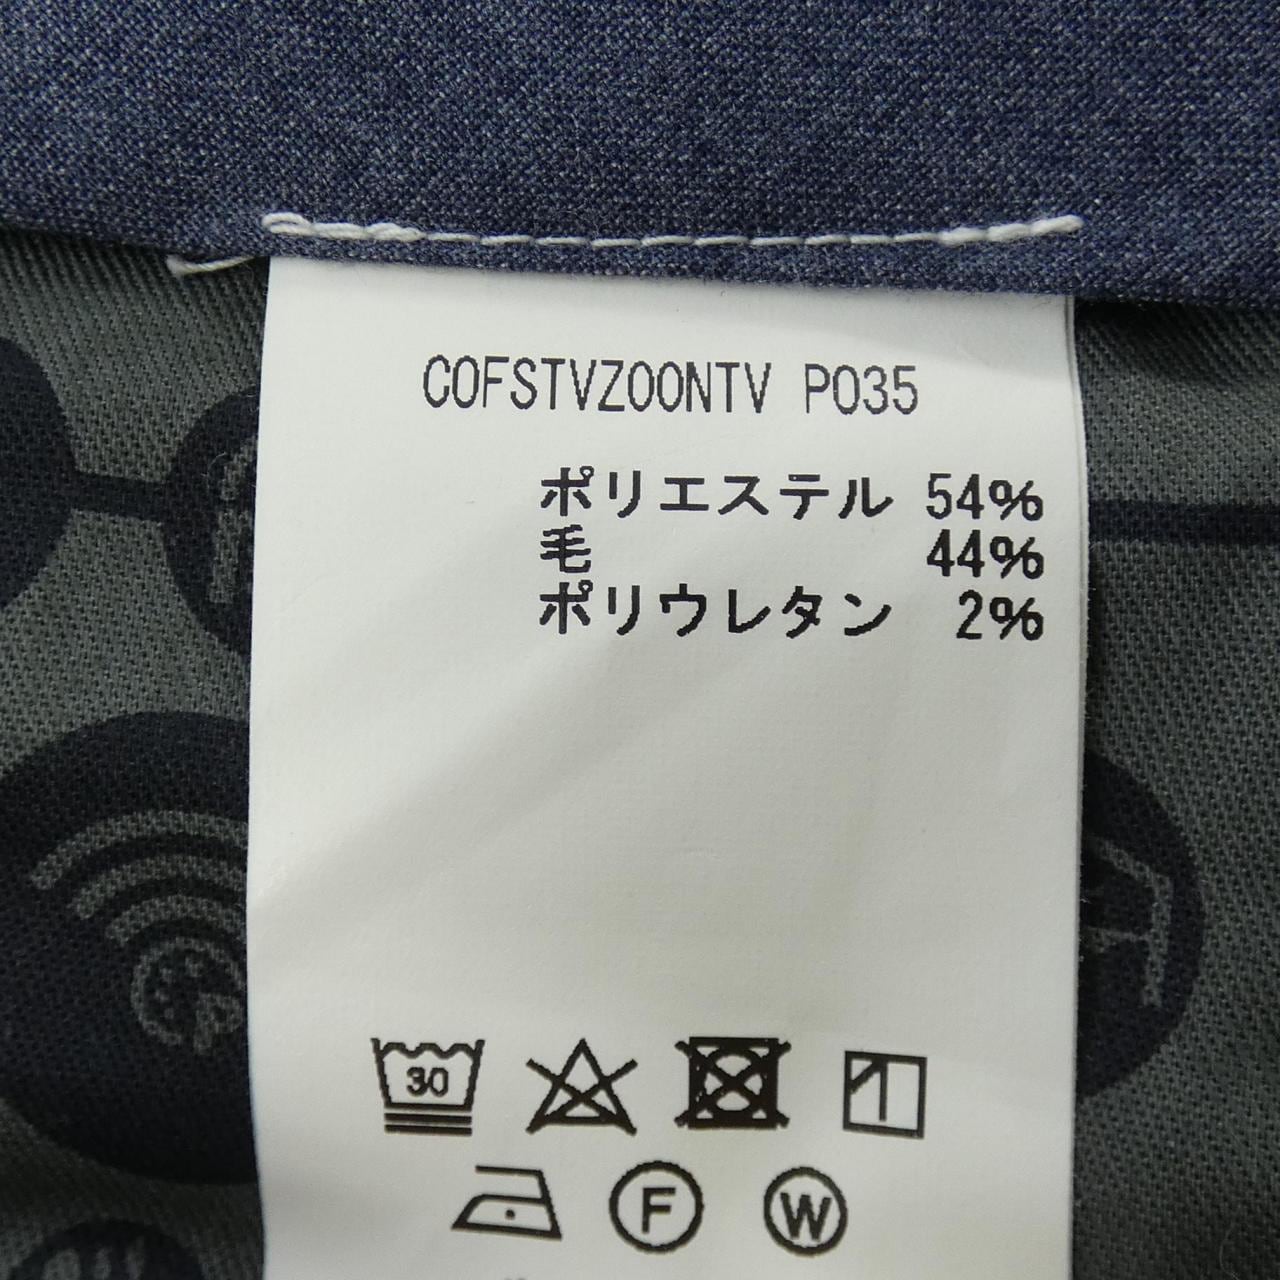 COFSTVZOONTV P035
ポリエステル 54%
毛 44%
ポリウレタン 2%
30
F W